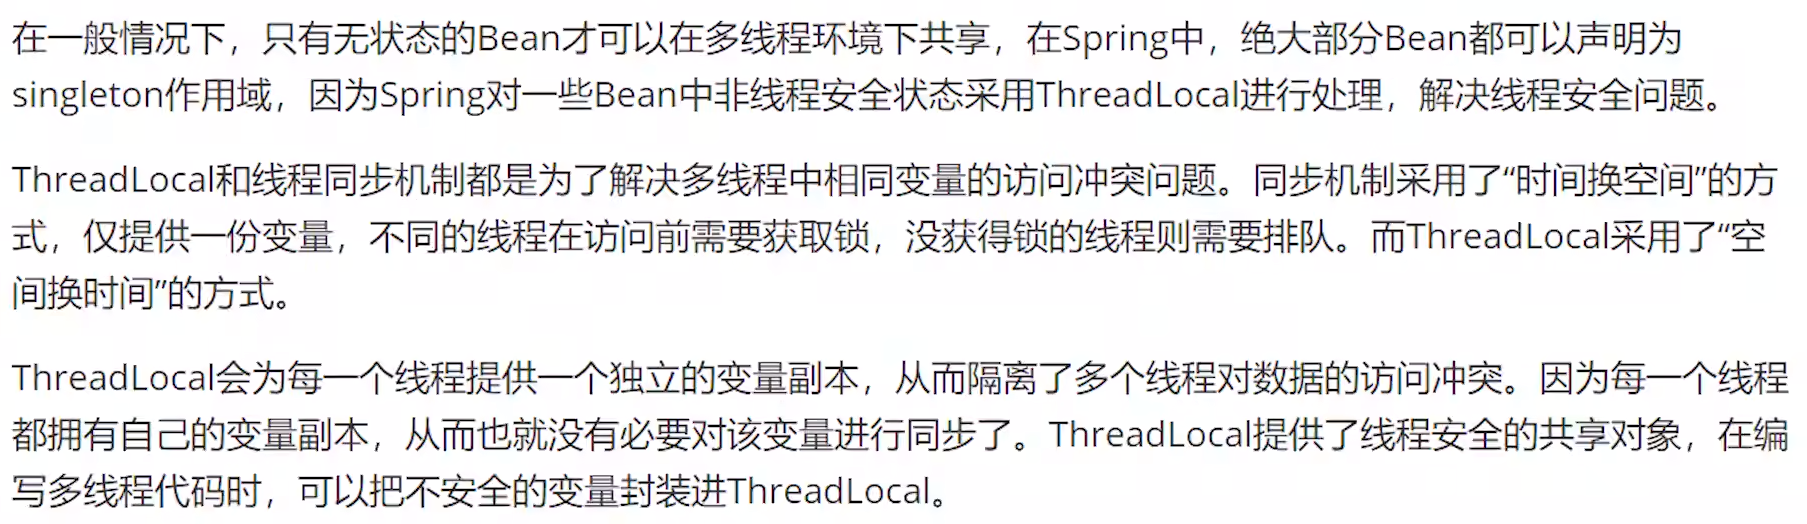 在一般情况下，只有无状态的Bean才可以在多线程环境下共享，在Spring中，绝大部分Bean都可以声明为
singleton作用域，因为Spring对一些Bean中非线程安全状态采用ThreadLocal进行处理，解决线程安全问题。
ThreadLocal和线程同步机制都是为了解决多线程中相同变量的访问冲突问题。同步机制采用了“时间换空间”的方
式，仅提供一份变量，不同的线程在访问前需要获取锁，没获得锁的线程则需要排队。而ThreadLocal采用了“空
间换时间”的方式。
ThreadLocal会为每一个线程提供一个独立的变量副本，从而隔离了多个线程对数据的访问冲突。因为每一个线程
都拥有自己的变量副本，从而也就没有必要对该变量进行同步了。ThreadLocal提供了线程安全的共享对象，在编
写多线程代码时，可以把不安全的变量封装进ThreadLocal。